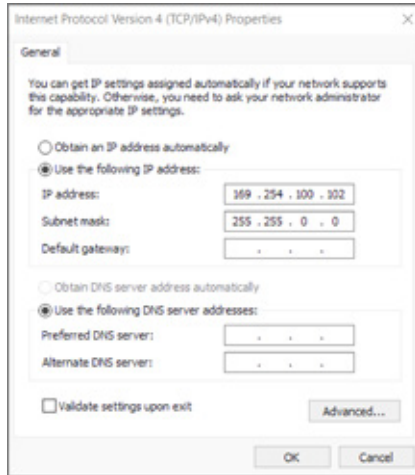 Internet Protocol Version 4 (TCP/IPv4) Properties
General
You can get IP settings assigned automatically if your network supports
this capability. Otherwise, you need to ask your network administrator
for the appropriate IP settings.
Obtain an IP address automatically
Use the following IP address:
IP address: 169 . 254 . 100 . 102
Subnet mask: 255 . 255 . 0 . 0
Default gateway: . . .
Obtain DNS server address automatically
Use the following DNS server addresses:
Preferred DNS server: . . .
Alternate DNS server: . . .
Validate settings upon exit
Advanced...
OK Cancel